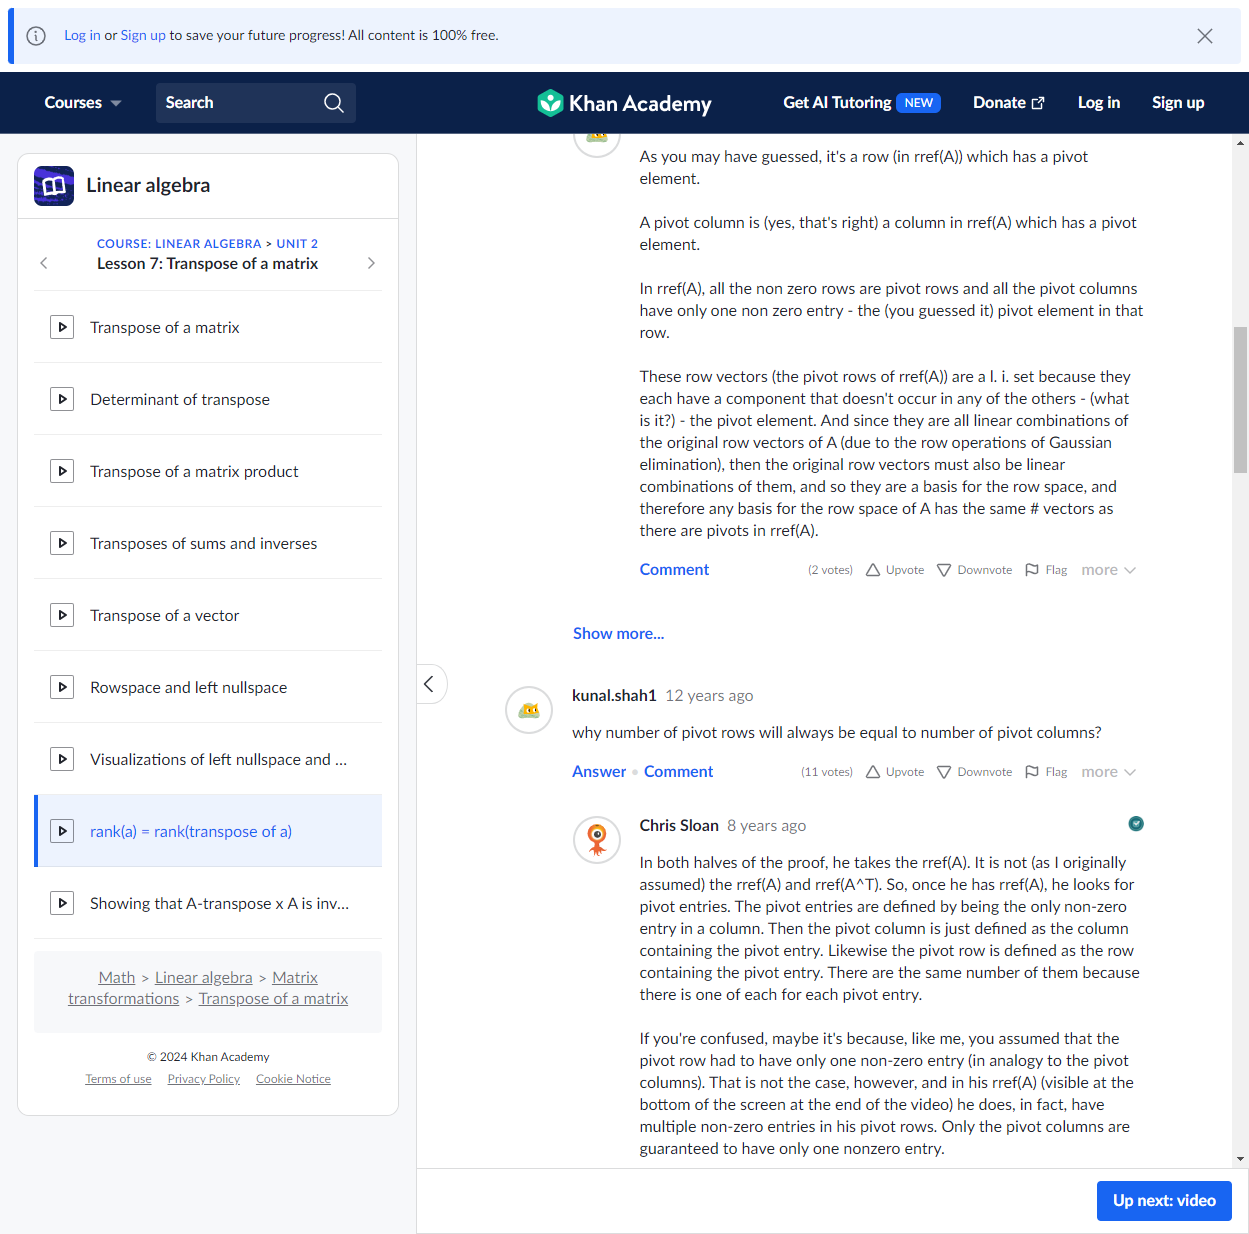 Log in or Sign up to save your future progress! All content is 100% free.
Courses
Search
Khan Academy
Get AI Tutoring NEW
Donate
Log in
Sign up
Linear algebra
COURSE: LINEAR ALGEBRA > UNIT 2
Lesson 7: Transpose of a matrix
Transpose of a matrix
Determinant of transpose
Transpose of a matrix product
Transposes of sums and inverses
Transpose of a vector
Rowspace and left nullspace
Visualizations of left nullspace and ...
rank(a) = rank(transpose of a)
Showing that A-transpose x A is inv...
Math > Linear algebra > Matrix
transformations > Transpose of a matrix
© 2024 Khan Academy
Terms of use Privacy Policy Cookie Notice
As you may have guessed, it's a row (in rref(A)) which has a pivot
element.
A pivot column is (yes, that's right) a column in rref(A) which has a pivot
element.
In rref(A), all the non zero rows are pivot rows and all the pivot columns
have only one non zero entry - the (you guessed it) pivot element in that
row.
These row vectors (the pivot rows of rref(A)) are a l. i. set because they
each have a component that doesn't occur in any of the others - (what
is it?) - the pivot element. And since they are all linear combinations of
the original row vectors of A (due to the row operations of Gaussian
elimination), then the original row vectors must also be linear
combinations of them, and so they are a basis for the row space, and
therefore any basis for the row space of A has the same # vectors as
there are pivots in rref(A).
Comment (2 votes) Upvote Downvote Flag more
Show more...
kunal.shah1 12 years ago
why number of pivot rows will always be equal to number of pivot columns?
Answer • Comment (11 votes) Upvote Downvote Flag more
Chris Sloan 8 years ago
In both halves of the proof, he takes the rref(A). It is not (as I originally
assumed) the rref(A) and rref(A^T). So, once he has rref(A), he looks for
pivot entries. The pivot entries are defined by being the only non-zero
entry in a column. Then the pivot column is just defined as the column
containing the pivot entry. Likewise the pivot row is defined as the row
containing the pivot entry. There are the same number of them because
there is one of each for each pivot entry.
If you're confused, maybe it's because, like me, you assumed that the
pivot row had to have only one non-zero entry (in analogy to the pivot
columns). That is not the case, however, and in his rref(A) (visible at the
bottom of the screen at the end of the video) he does, in fact, have
multiple non-zero entries in his pivot rows. Only the pivot columns are
guaranteed to have only one nonzero entry.
Up next: video